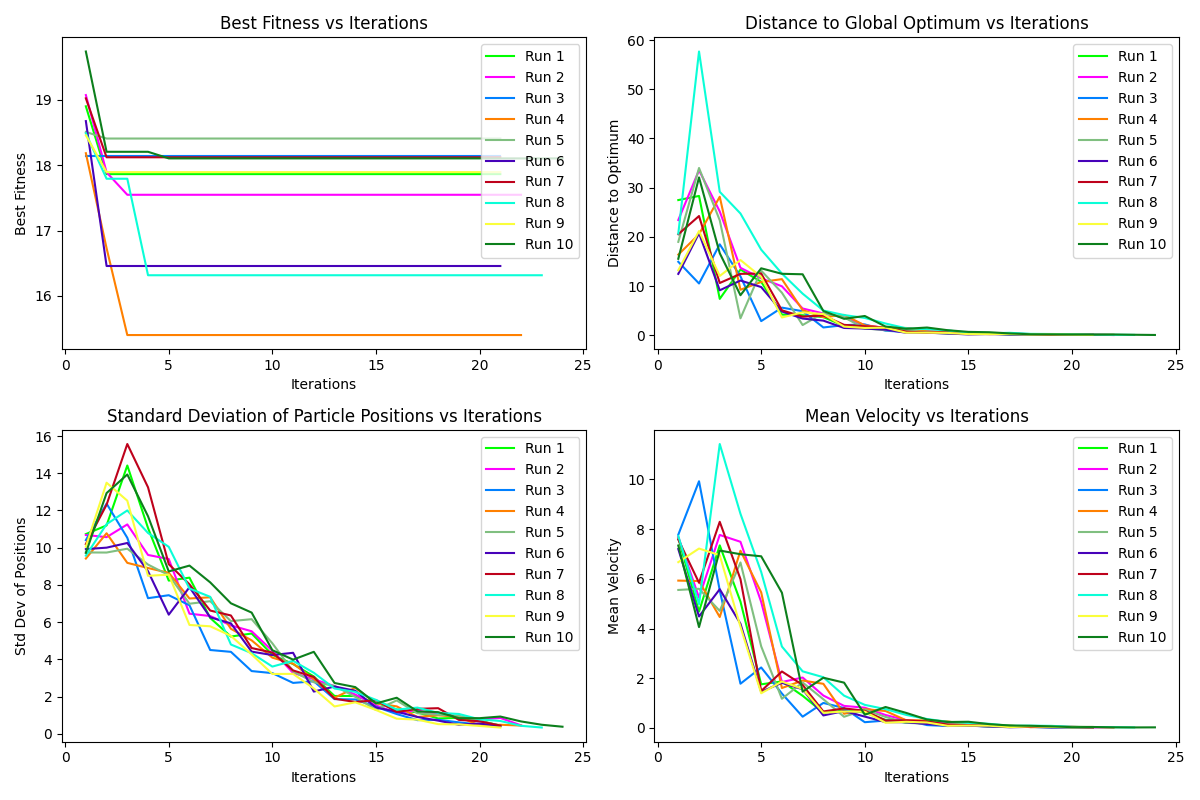 Best Fitness vs Iterations
Best Fitness
19
18
17
16
0 5 10 15 20 25
Iterations
Run 1
Run 2
Run 3
Run 4
Run 5
Run 6
Run 7
Run 8
Run 9
Run 10
Distance to Global Optimum vs Iterations
Distance to Optimum
60
50
40
30
20
10
0
0 5 10 15 20 25
Iterations
Run 1
Run 2
Run 3
Run 4
Run 5
Run 6
Run 7
Run 8
Run 9
Run 10
Standard Deviation of Particle Positions vs Iterations
Std Dev of Positions
16
14
12
10
8
6
4
2
0
0 5 10 15 20 25
Iterations
Run 1
Run 2
Run 3
Run 4
Run 5
Run 6
Run 7
Run 8
Run 9
Run 10
Mean Velocity vs Iterations
Mean Velocity
10
8
6
4
2
0
0 5 10 15 20 25
Iterations
Run 1
Run 2
Run 3
Run 4
Run 5
Run 6
Run 7
Run 8
Run 9
Run 10